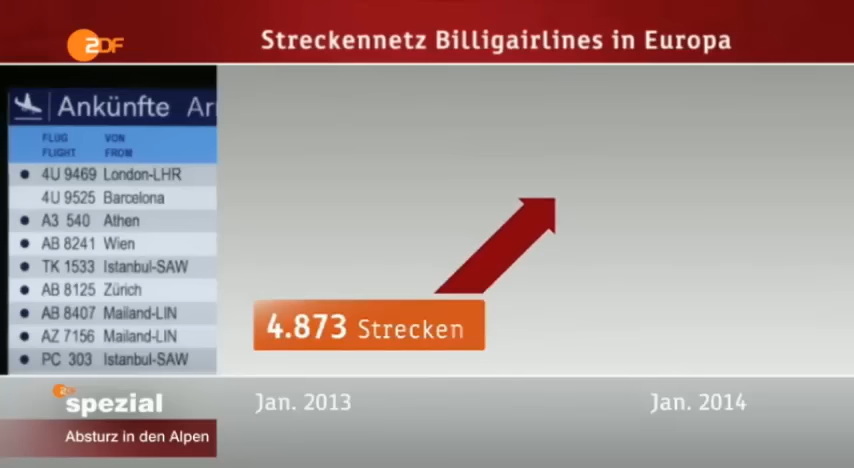 ZDF
Streckennetz Billigairlines in Europa
Ankünfte Arr
FLUG VON
FLIGHT FROM
4U 9469 London-LHR
4U 9525 Barcelona
A3 540 Athen
AB 8241 Wien
TK 1533 Istanbul-SAW
AB 8125 Zürich
AB 8407 Mailand-LIN
AZ 7156 Mailand-LIN
PC 303 Istanbul-SAW
4.873 Strecken
Jan. 2013
Jan. 2014
ZDF
spezial
Absturz in den Alpen